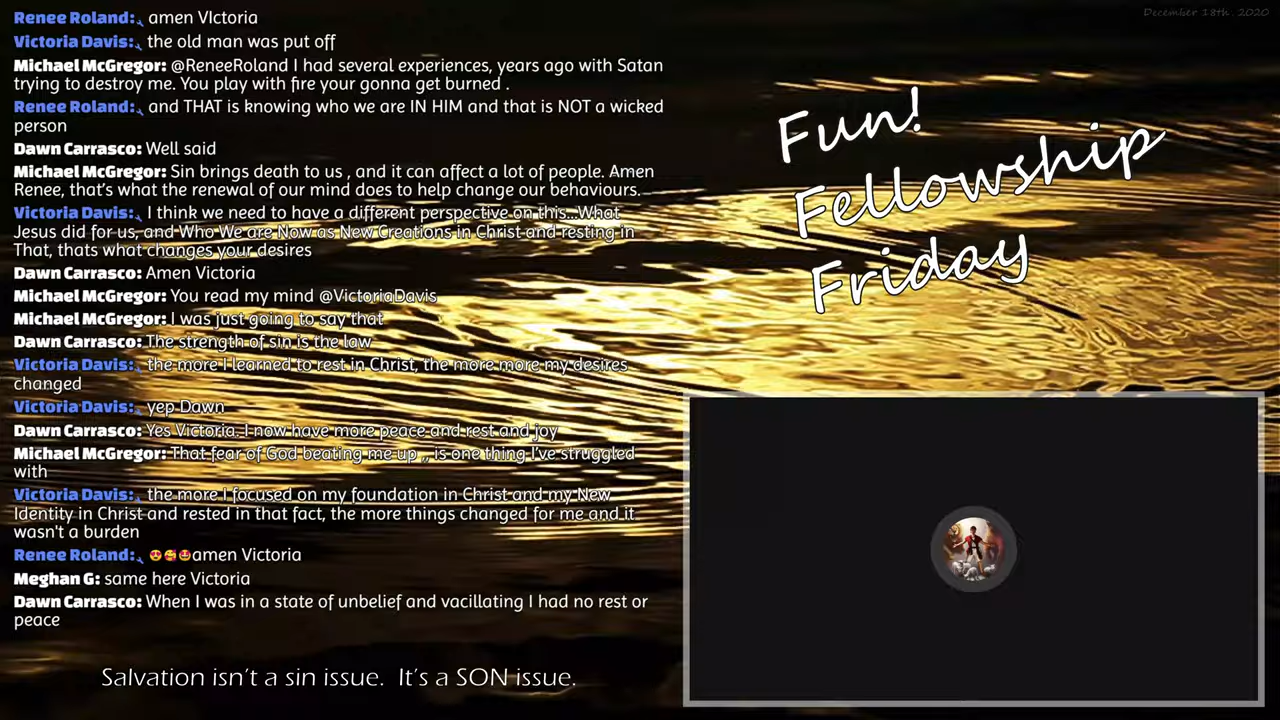 Renee Roland: amen VIctoria
Victoria Davis: the old man was put off
Michael McGregor: @ReneeRoland I had several experiences, years ago with Satan
trying to destroy me. You play with fire your gonna get burned .
Renee Roland: and THAT is knowing who we are IN HIM and that is NOT a wicked
person
Dawn Carrasco: Well said
Michael McGregor: Sin brings death to us , and it can affect a lot of people. Amen
Renee, that's what the renewal of our mind does to help change our behaviours.
Victoria Davis: I think we need to have a different perspective on this...What
Jesus did for us, and Who We are Now as New Creations in Christ and resting in
That, thats what changes your desires
Dawn Carrasco: Amen Victoria
Michael McGregor: You read my mind @VictoriaDavis
Michael McGregor: I was just going to say that
Dawn Carrasco: The strength of sin is the law
Victoria Davis: the more I learned to rest in Christ, the more more my desires
changed
Victoria Davis: yep Dawn
Dawn Carrasco: Yes Victoria. I now have more peace and rest and joy
Michael McGregor: That fear of God beating me up ,, is one thing I've struggled
with
Victoria Davis: the more I focused on my foundation in Christ and my New
Identity in Christ and rested in that fact, the more things changed for me and it
wasn't a burden
Renee Roland: 😍🥰🤩amen Victoria
Meghan G: same here Victoria
Dawn Carrasco: When I was in a state of unbelief and vacillating I had no rest or
peace
Salvation isn't a sin issue. It's a SON issue.
December 18th, 2020
Fun!
Fellowship
Friday